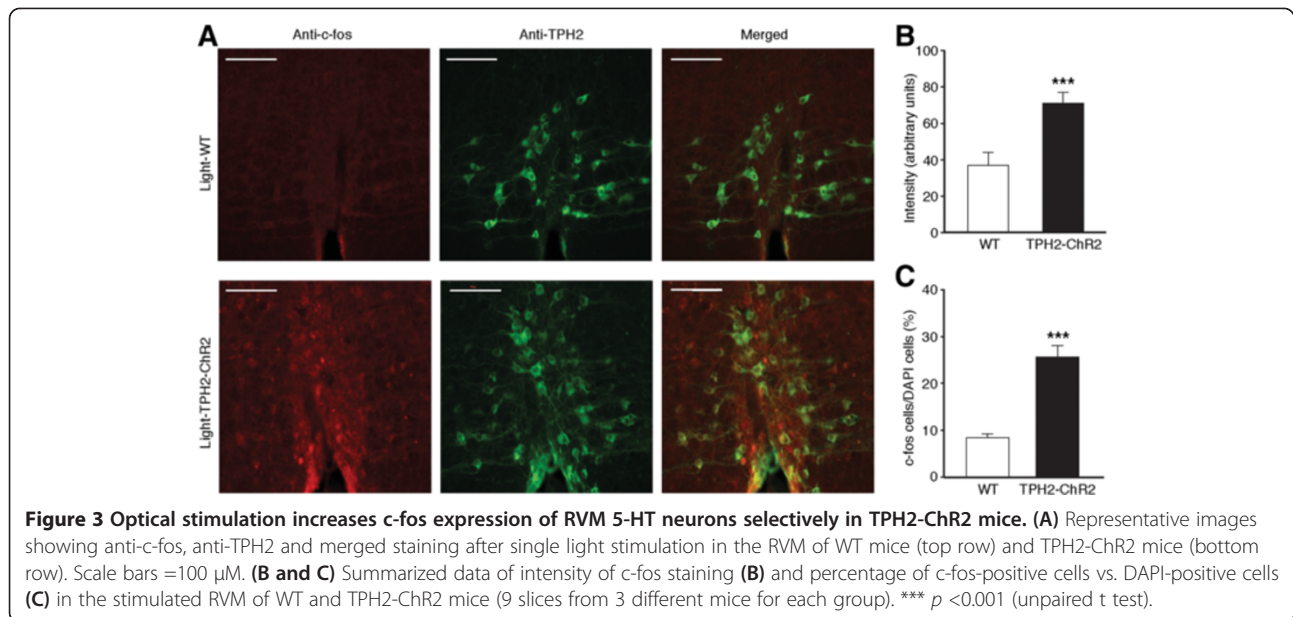 A
Anti-c-fos
Anti-TPH2
Merged
Light-WT
Light-TPH2-ChR2
B
Intensity (arbitrary units)
100
80
60
40
20
0
***
WT
TPH2-ChR2
C
c-fos cells/DAPI cells (%)
40
30
20
10
0
***
WT
TPH2-ChR2
Figure 3 Optical stimulation increases c-fos expression of RVM 5-HT neurons selectively in TPH2-ChR2 mice. (A) Representative images
showing anti-c-fos, anti-TPH2 and merged staining after single light stimulation in the RVM of WT mice (top row) and TPH2-ChR2 mice (bottom
row). Scale bars =100 μM. (B and C) Summarized data of intensity of c-fos staining (B) and percentage of c-fos-positive cells vs. DAPI-positive cells
(C) in the stimulated RVM of WT and TPH2-ChR2 mice (9 slices from 3 different mice for each group). *** p <0.001 (unpaired t test).